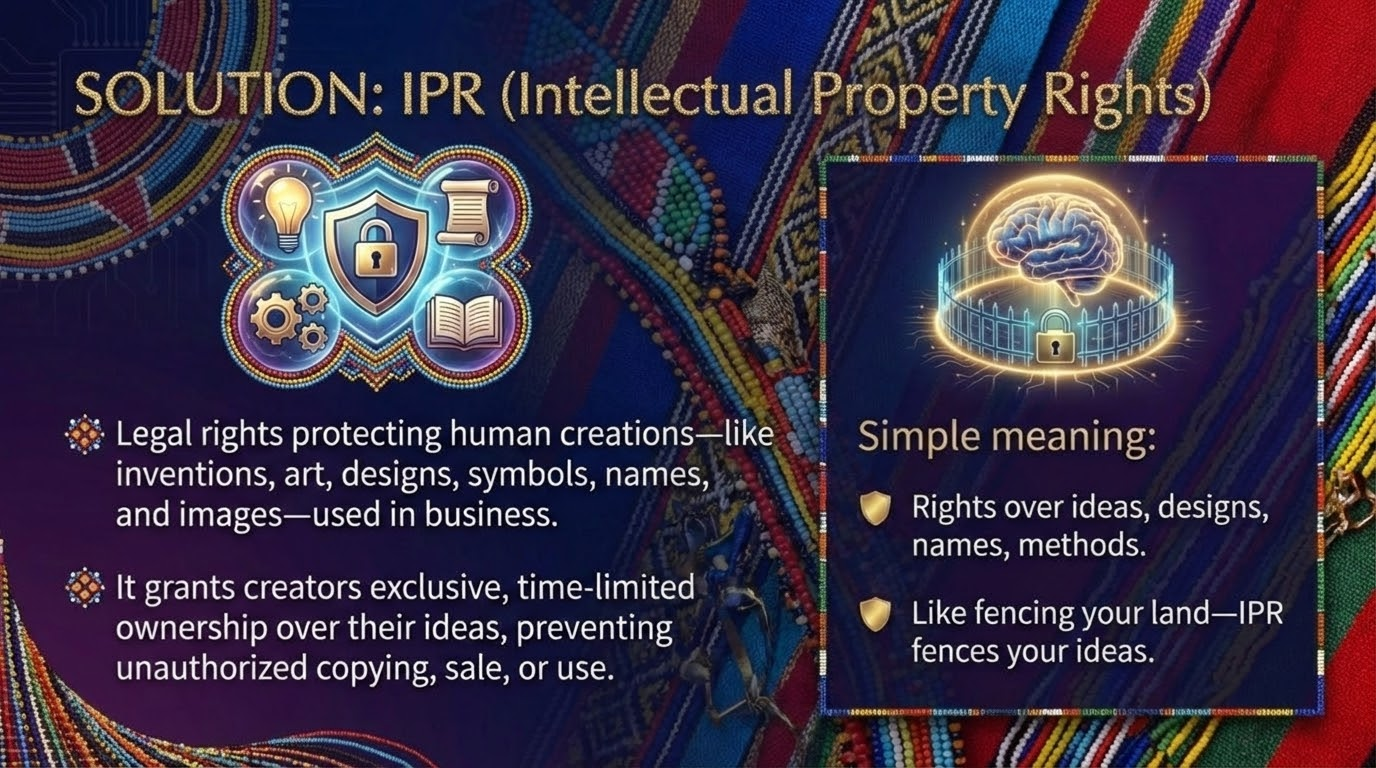 SOLUTION: IPR (Intellectual Property Rights)
Legal rights protecting human creations—like
inventions, art, designs, symbols, names,
and images—used in business.
It grants creators exclusive, time-limited
ownership over their ideas, preventing
unauthorized copying, sale, or use.
Simple meaning:
Rights over ideas, designs,
names, methods.
Like fencing your land—IPR
fences your ideas.